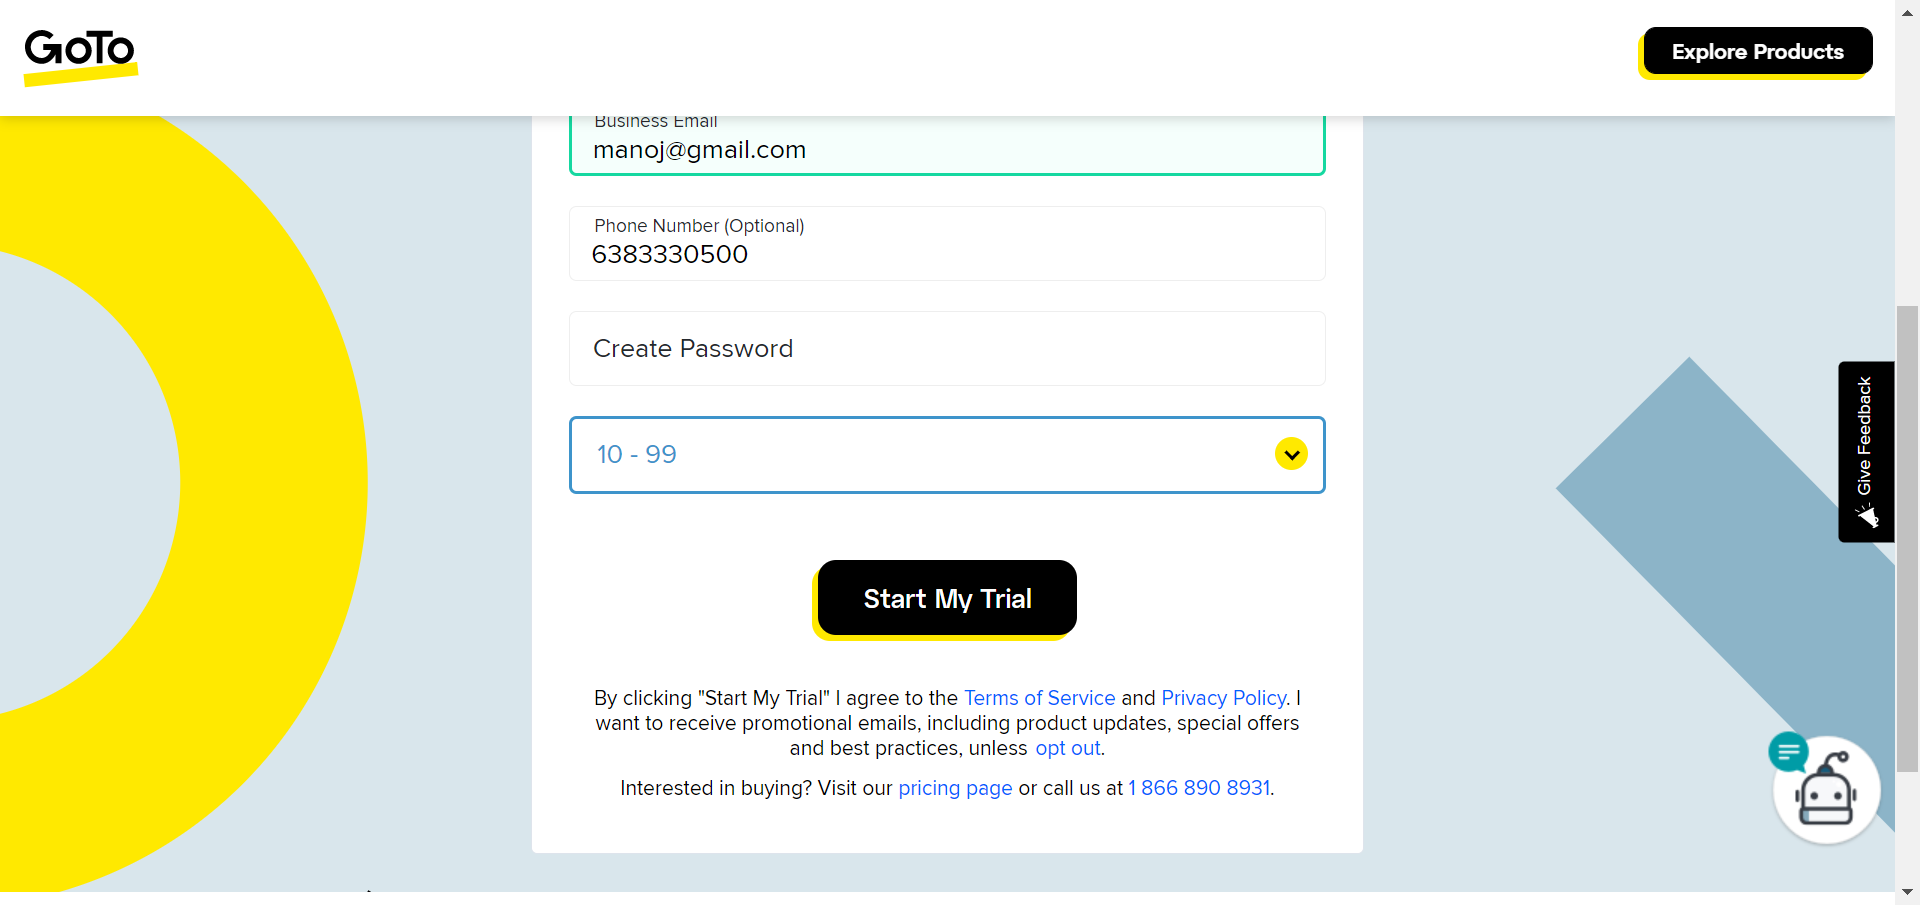 GoTo
Explore Products
Business Email
manoj@gmail.com
Phone Number (Optional)
6383330500
Create Password
10 - 99
Give Feedback
Start My Trial
By clicking "Start My Trial" I agree to the Terms of Service and Privacy Policy. I
want to receive promotional emails, including product updates, special offers
and best practices, unless opt out.
Interested in buying? Visit our pricing page or call us at 1 866 890 8931.